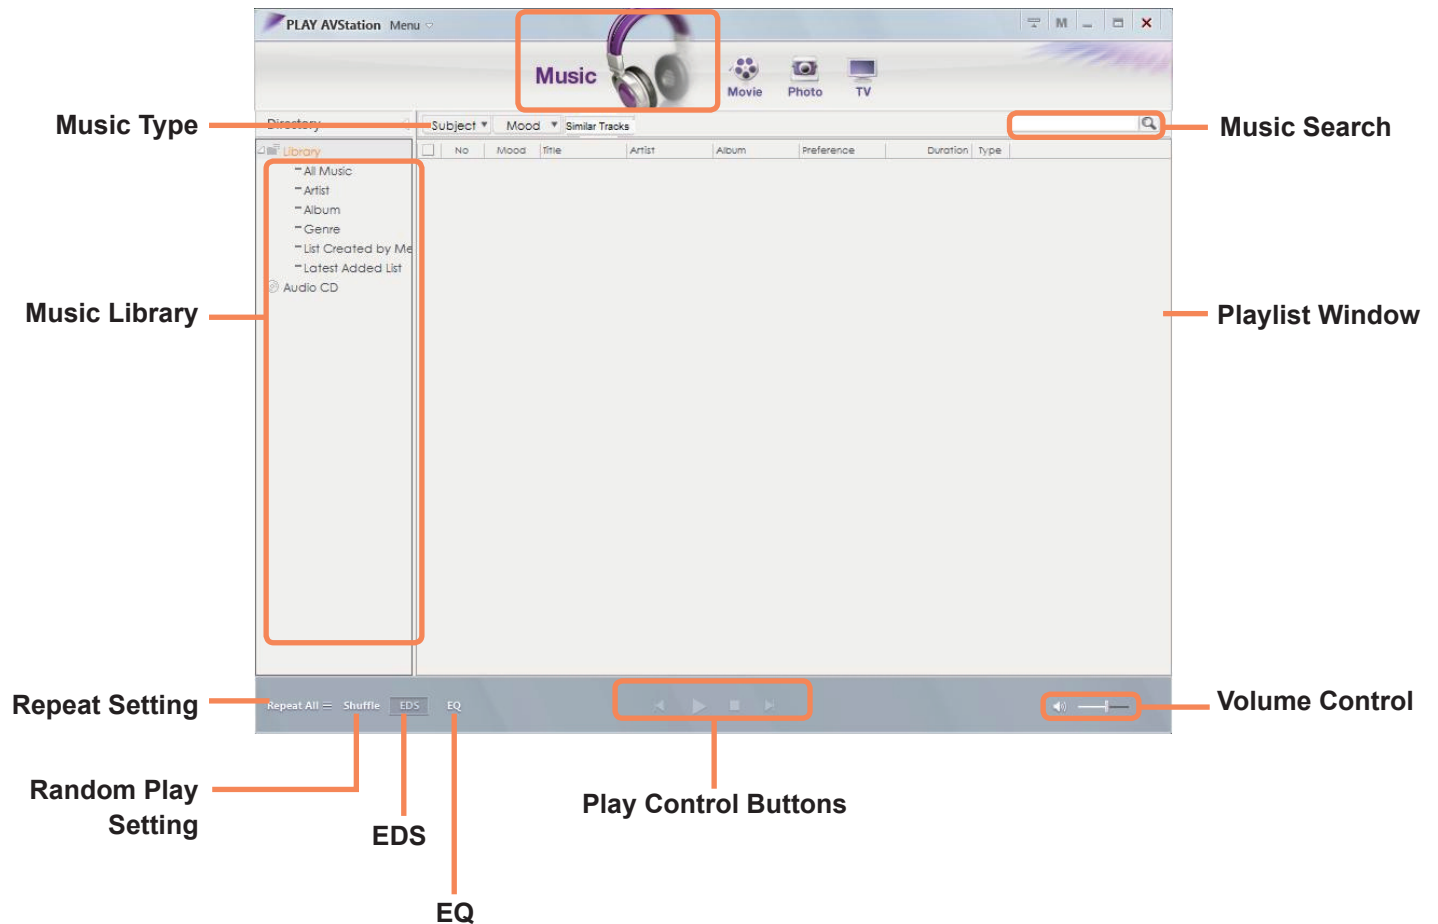 PLAY AVStation Menu
M
Music
Movie Photo TV
Music Type
Directory
Subject Mood Similar Tracks
Music Search
Library
No Mood Title Artist Album Preference Duration Type
All Music
Artist
Album
Genre
List Created by Me
Latest Added List
Audio CD
Music Library
Playlist Window
Repeat Setting
Repeat All Shuffle EDS EQ
Volume Control
Random Play
Setting
Play Control Buttons
EDS
EQ